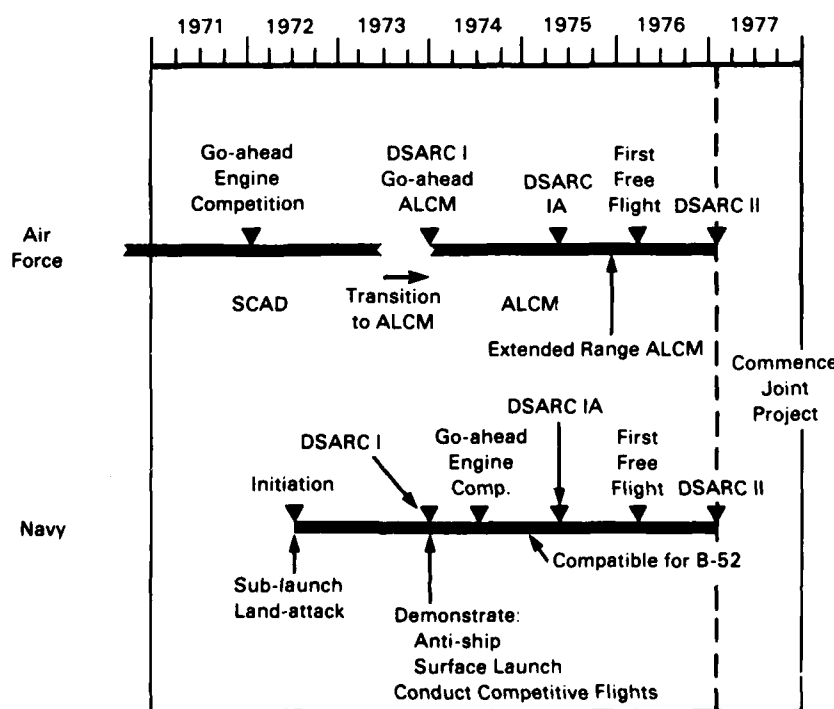 1971 1972 1973 1974 1975 1976 1977
Go-ahead
Engine
Competition
DSARC I
Go-ahead
ALCM
DSARC
IA
First
Free
Flight
DSARC II
Air
Force
SCAD
Transition
to ALCM
ALCM
Extended Range ALCM
Commence
Joint
Project
DSARC IA
DSARC I
Go-ahead
Engine
Comp.
First
Free
Flight
Initiation
DSARC II
Navy
Compatible for B-52
Sub-launch
Land-attack
Demonstrate:
Anti-ship
Surface Launch
Conduct Competitive Flights